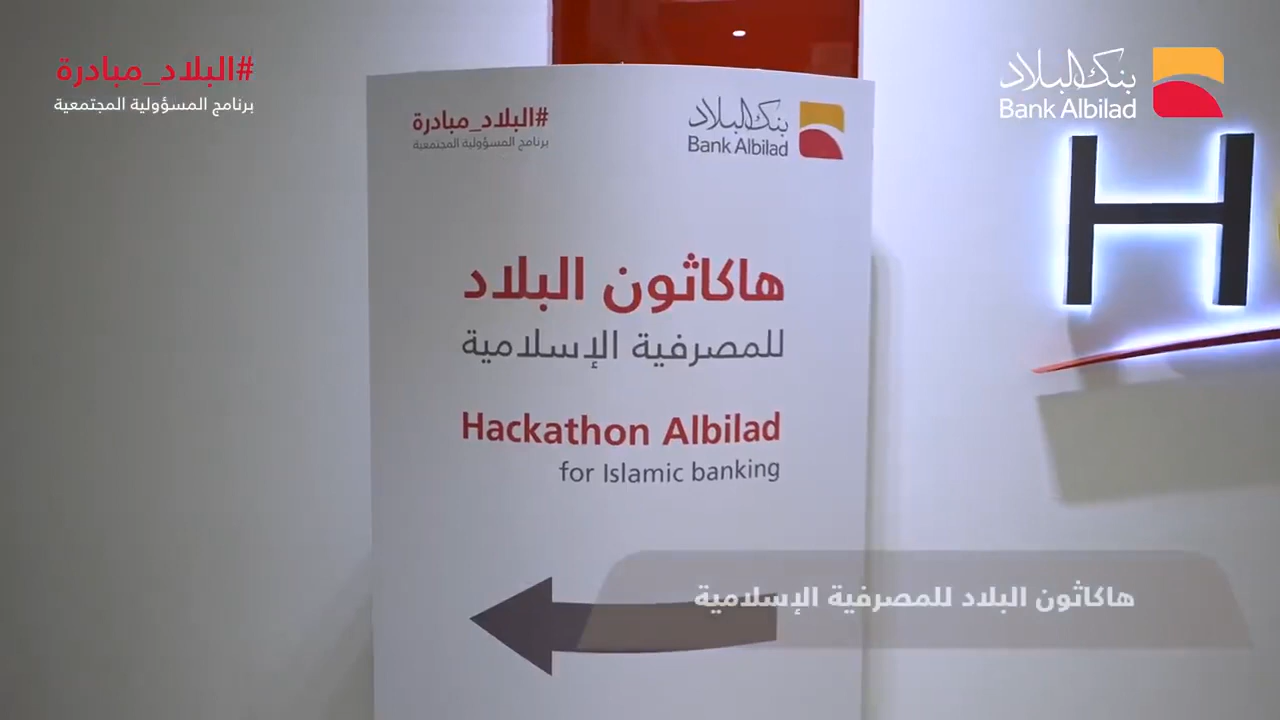 #البلاد_مبادرة
برنامج المسؤولية المجتمعية
بنك البلاد
Bank Albilad
#البلاد_مبادرة
برنامج المسؤولية المجتمعية
بنك البلاد
Bank Albilad
H
هاكاثون البلاد
للمصرفية الإسلامية
Hackathon Albilad
for Islamic banking
هاكاثون البلاد للمصرفية الإسلامية